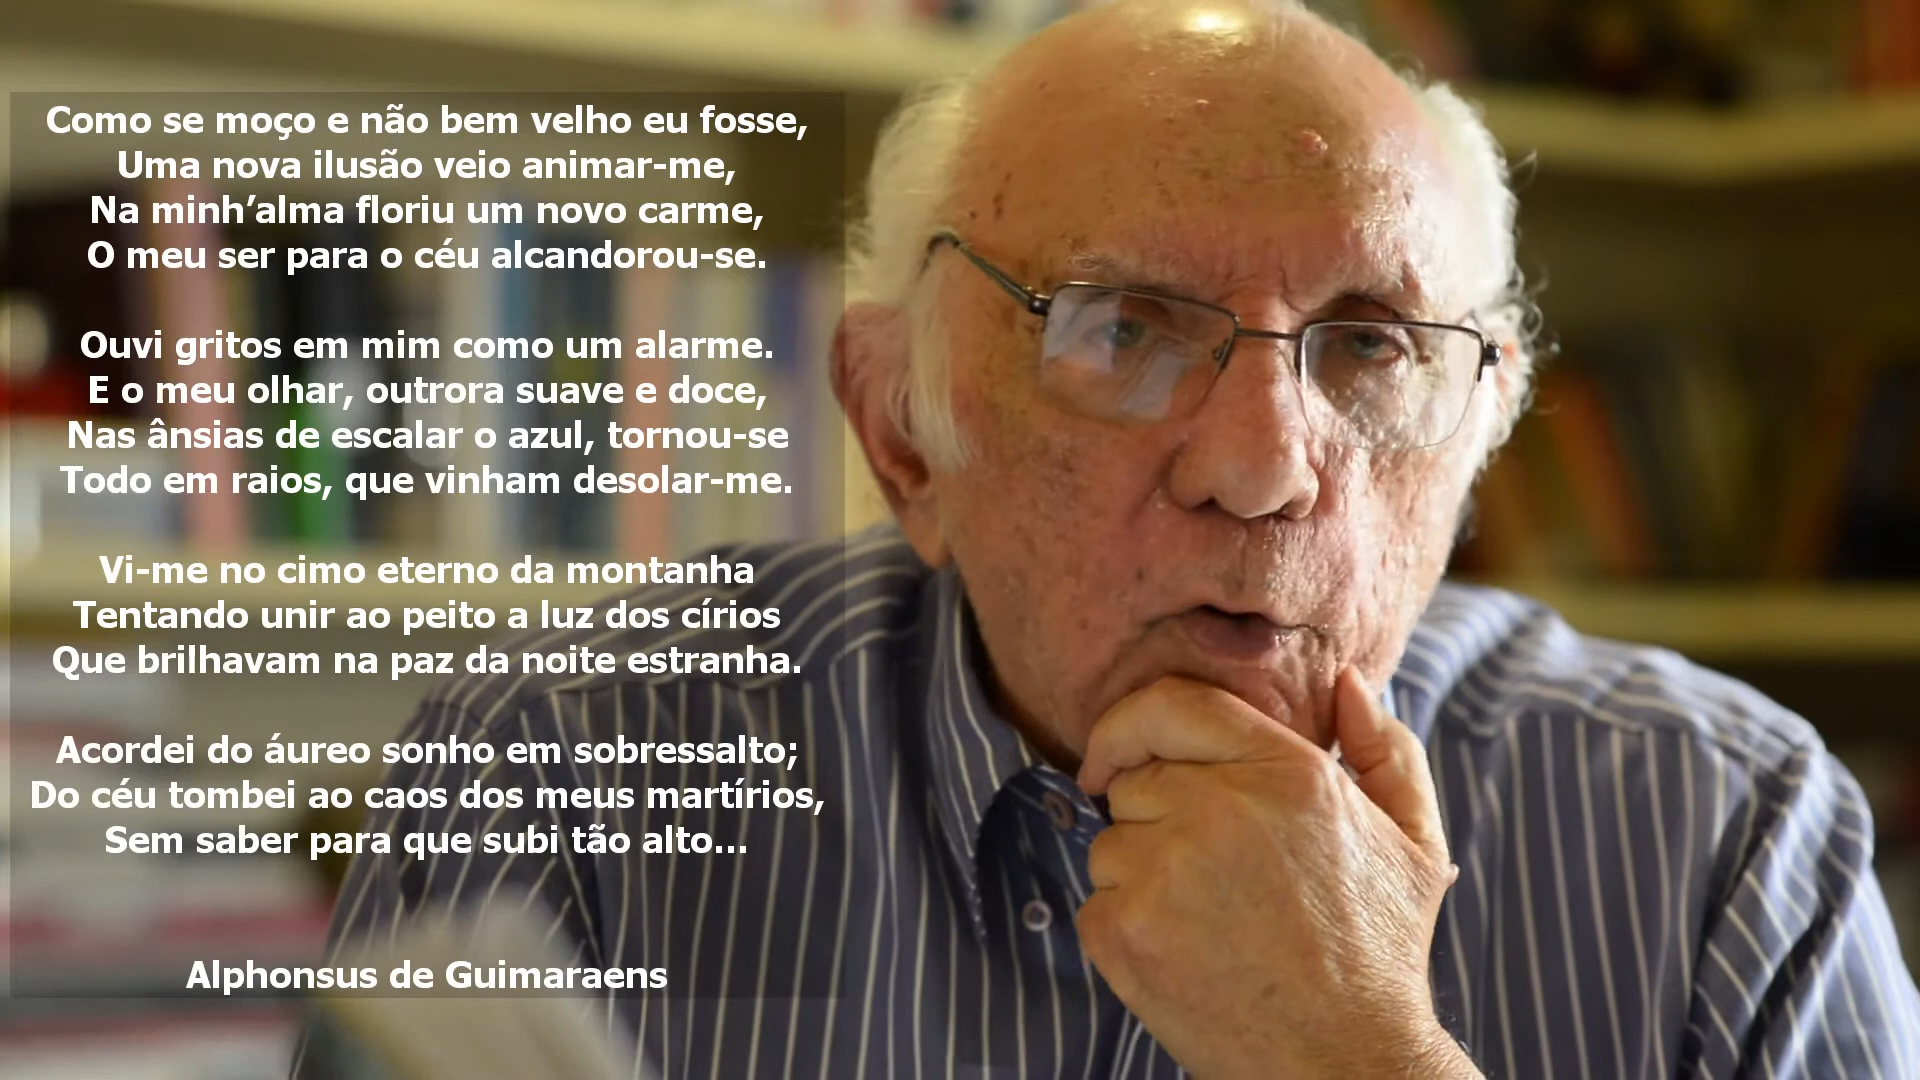 Como se moço e não bem velho eu fosse,
Uma nova ilusão veio animar-me,
Na minh’alma floriu um novo carme,
O meu ser para o céu alcandorou-se.
Ouvi gritos em mim como um alarme.
E o meu olhar, outrora suave e doce,
Nas ânsias de escalar o azul, tornou-se
Todo em raios, que vinham desolar-me.
Vi-me no cimo eterno da montanha
Tentando unir ao peito a luz dos círios
Que brilhavam na paz da noite estranha.
Acordei do áureo sonho em sobressalto;
Do céu tombei ao caos dos meus martírios,
Sem saber para que subi tão alto...
Alphonsus de Guimaraens